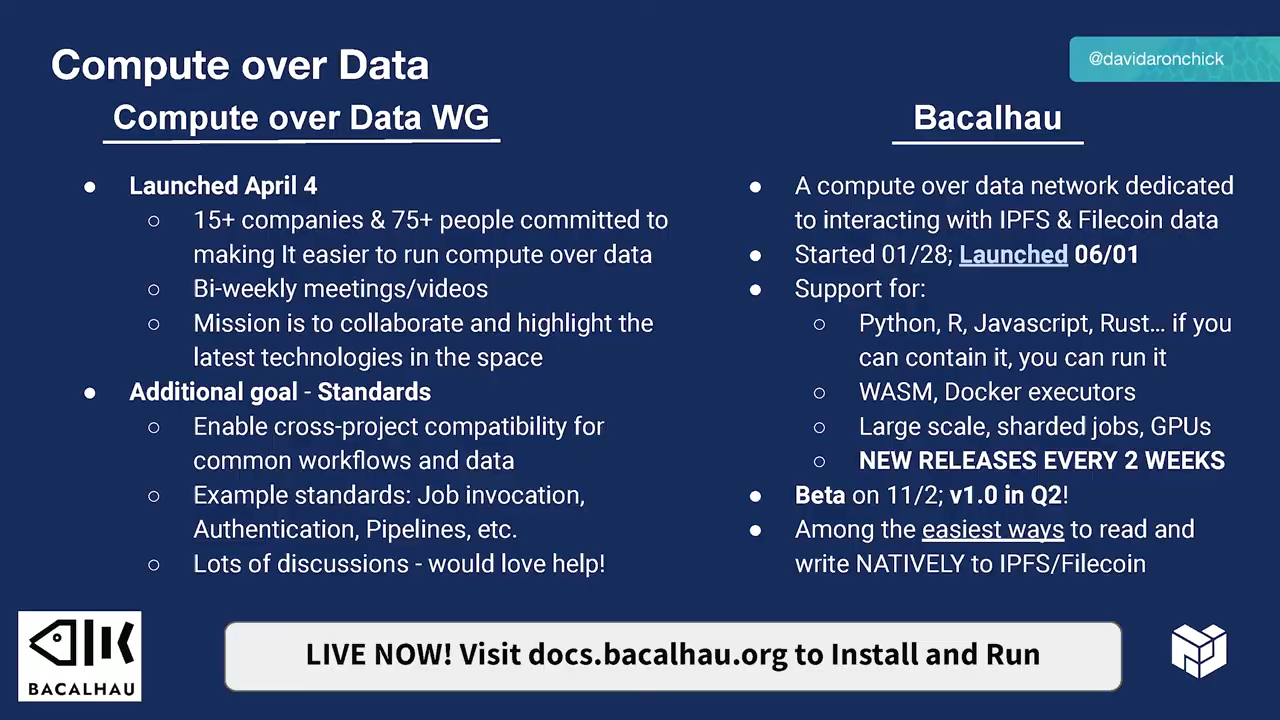 Compute over Data
@davidaronchick
Compute over Data WG
● Launched April 4
○ 15+ companies & 75+ people committed to
making It easier to run compute over data
○ Bi-weekly meetings/videos
○ Mission is to collaborate and highlight the
latest technologies in the space
● Additional goal - Standards
○ Enable cross-project compatibility for
common workflows and data
○ Example standards: Job invocation,
Authentication, Pipelines, etc.
○ Lots of discussions - would love help!
Bacalhau
● A compute over data network dedicated
to interacting with IPFS & Filecoin data
● Started 01/28; Launched 06/01
● Support for:
○ Python, R, Javascript, Rust... if you
can contain it, you can run it
○ WASM, Docker executors
○ Large scale, sharded jobs, GPUs
○ NEW RELEASES EVERY 2 WEEKS
● Beta on 11/2; v1.0 in Q2!
● Among the easiest ways to read and
write NATIVELY to IPFS/Filecoin
BACALHAU
LIVE NOW! Visit docs.bacalhau.org to Install and Run